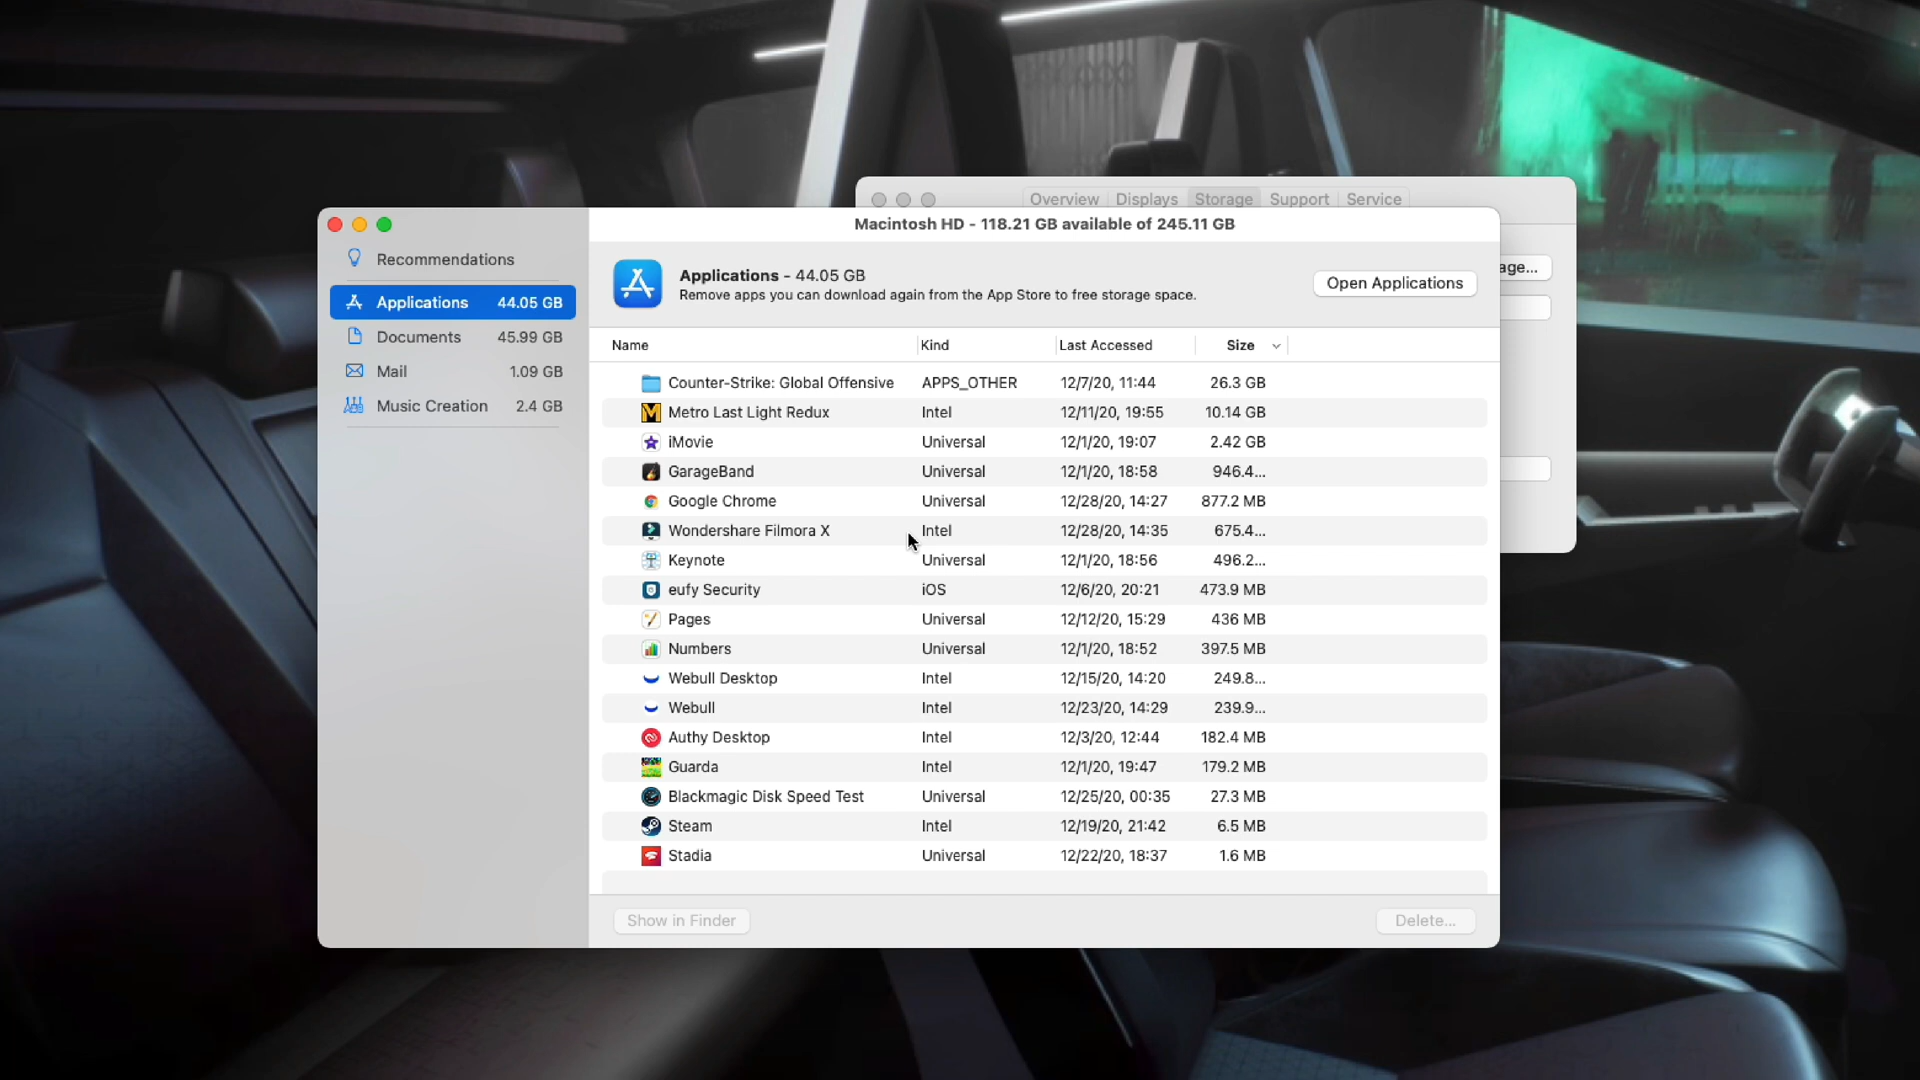 Overview Displays Storage Support Service
Macintosh HD - 118.21 GB available of 245.11 GB
Recommendations
Applications 44.05 GB
Documents 45.99 GB
Mail 1.09 GB
Music Creation 2.4 GB
Applications - 44.05 GB
Remove apps you can download again from the App Store to free storage space.
Open Applications
age...
Name Kind Last Accessed Size
Counter-Strike: Global Offensive APPS_OTHER 12/7/20, 11:44 26.3 GB
Metro Last Light Redux Intel 12/11/20, 19:55 10.14 GB
iMovie Universal 12/1/20, 19:07 2.42 GB
GarageBand Universal 12/1/20, 18:58 946.4...
Google Chrome Universal 12/28/20, 14:27 877.2 MB
Wondershare Filmora X Intel 12/28/20, 14:35 675.4...
Keynote Universal 12/1/20, 18:56 496.2...
eufy Security iOS 12/6/20, 20:21 473.9 MB
Pages Universal 12/12/20, 15:29 436 MB
Numbers Universal 12/1/20, 18:52 397.5 MB
Webull Desktop Intel 12/15/20, 14:20 249.8...
Webull Intel 12/23/20, 14:29 239.9...
Authy Desktop Intel 12/3/20, 12:44 182.4 MB
Guarda Intel 12/1/20, 19:47 179.2 MB
Blackmagic Disk Speed Test Universal 12/25/20, 00:35 27.3 MB
Steam Intel 12/19/20, 21:42 6.5 MB
Stadia Universal 12/22/20, 18:37 1.6 MB
Show in Finder Delete...